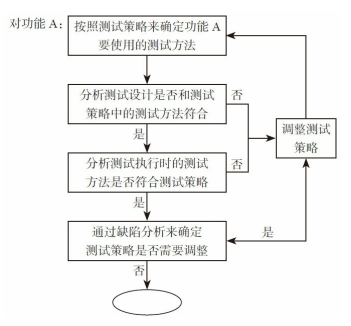 对功能 A：
按照测试策略来确定功能 A
要使用的测试方法
分析测试设计是否和测试
策略中的测试方法符合
否
是
调整测试
策略
分析测试执行时的测试
方法是否符合测试策略
否
是
通过缺陷分析来确定
测试策略是否需要调整
是
否